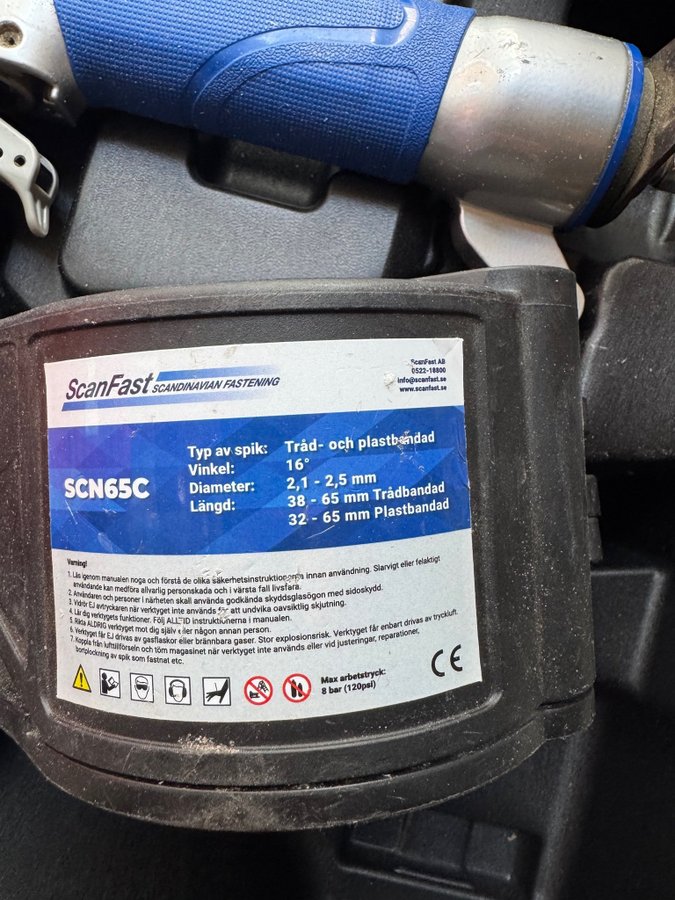 ScanFast SCANDINAVIAN FASTENING
ScanFast AB
0522-18800
info@scanfast.se
www.scanfast.se
SCN65C
Typ av spik: Tråd- och plastbandad
Vinkel: 16°
Diameter: 2,1 - 2,5 mm
Längd: 38 - 65 mm Trådbandad
32 - 65 mm Plastbandad
Varning!
1. Läs igenom manualen noga och förstå de olika säkerhetsinstruktionerna innan användning. Slarvigt eller felaktigt
användande kan medföra allvarlig personskada och i värsta fall livsfara.
2. Användaren och personer i närheten skall använda godkända skyddsglasögon med sidoskydd.
3. Vidrör EJ avtryckaren när verktyget inte används för att undvika oavsiktlig skjutning.
4. Lär dig verktygets funktioner. Följ ALLTID instruktionerna i manualen.
5. Rikta ALDRIG verktyget mot dig själv eller någon annan person.
6. Verktyget får EJ drivas av gasflaskor eller brännbara gaser. Stor explosionsrisk. Verktyget får enbart drivas av tryckluft.
7. Koppla från lufttillförseln och töm magasinet när verktyget inte används eller vid justeringar, reparationer,
bortplockning av spik som fastnat etc.
Max arbetstryck:
8 bar (120psi)
CE